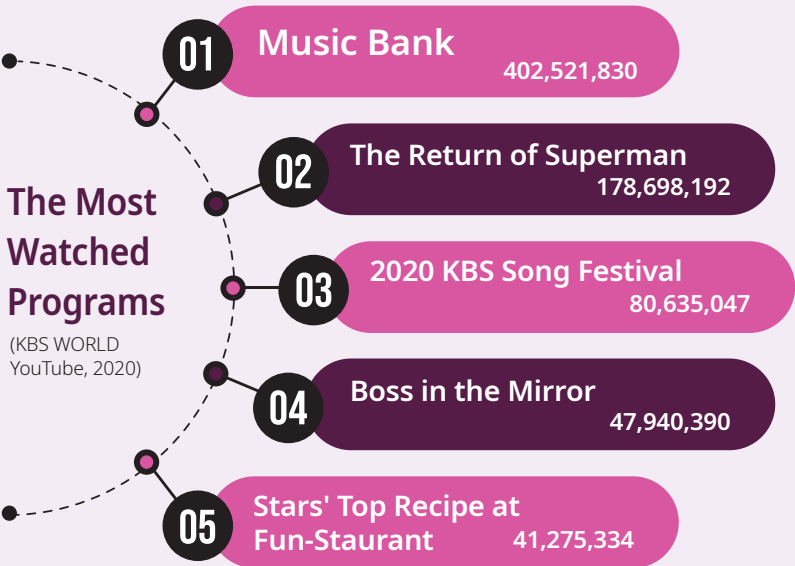 The Most
Watched
Programs
(KBS WORLD
YouTube, 2020)
01
Music Bank
402,521,830
02
The Return of Superman
178,698,192
03
2020 KBS Song Festival
80,635,047
04
Boss in the Mirror
47,940,390
05
Stars' Top Recipe at
Fun-Staurant 41,275,334